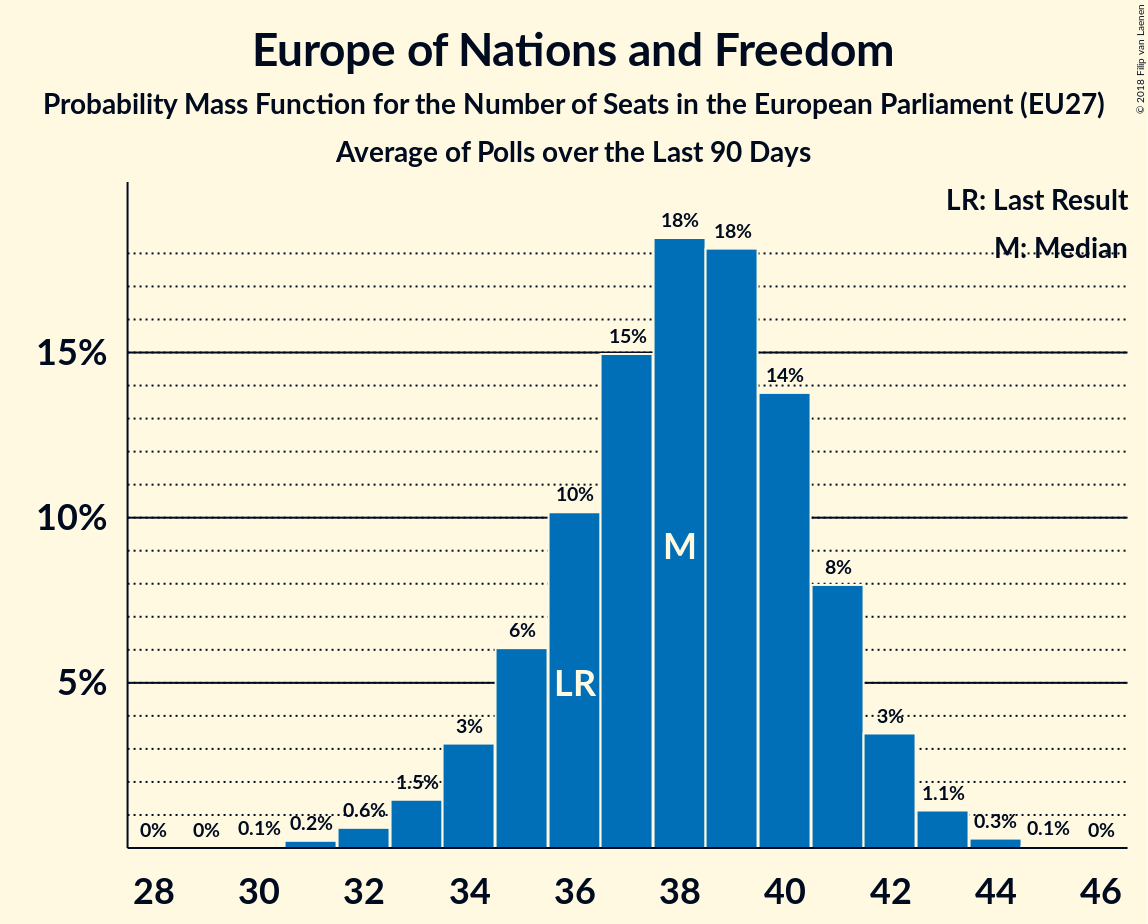 Europe of Nations and Freedom
Probability Mass Function for the Number of Seats in the European Parliament (EU27)
Average of Polls over the Last 90 Days
© 2018 Filip van Laenen
LR: Last Result
M: Median
15%
10%
5%
0%
0%
0.1%
0.2%
0.6%
1.5%
3%
6%
10%
15%
18%
18%
14%
8%
3%
1.1%
0.3%
0.1%
0%
LR
M
28 30 32 34 36 38 40 42 44 46